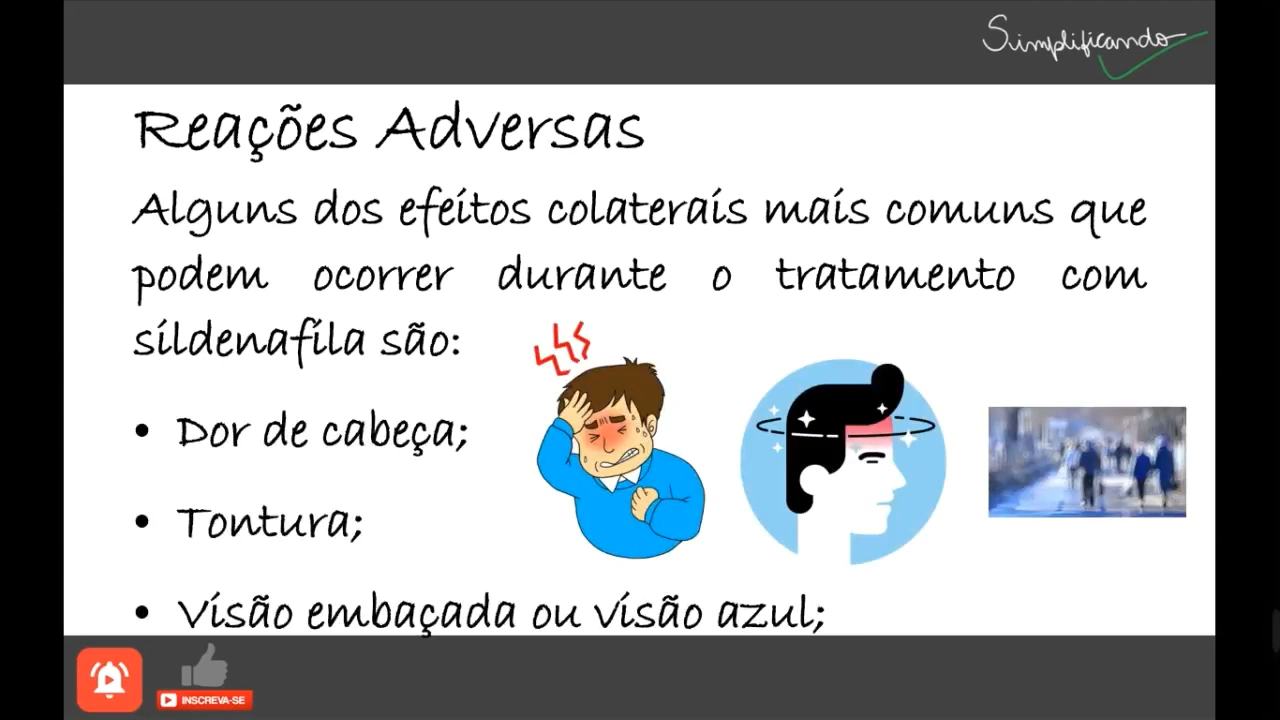 Simplificando
Reações Adversas
Alguns dos efeitos colaterais mais comuns que
podem ocorrer durante o tratamento com
sildenafila são:
• Dor de cabeça;
• Tontura;
• Visão embaçada ou visão azul;
INSCREVA-SE